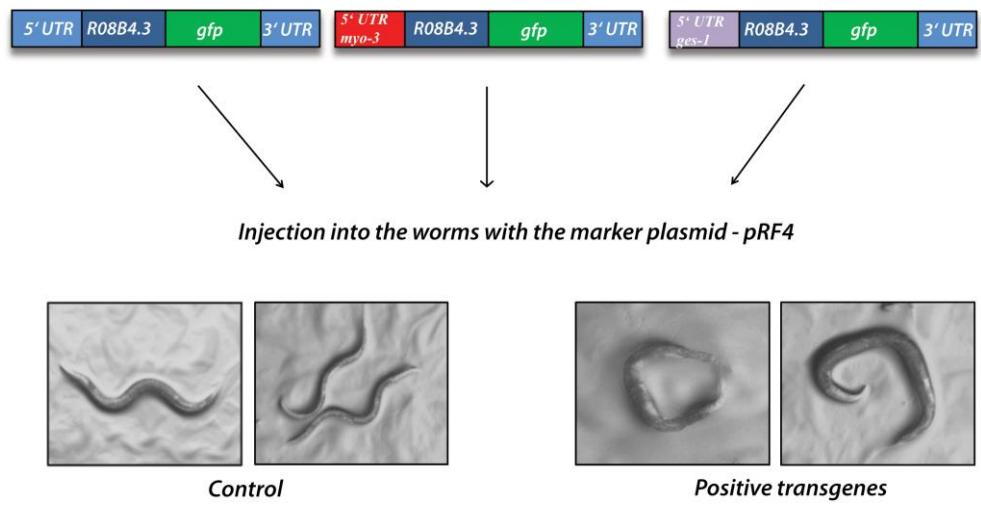 5' UTR R08B4.3 gfp 3' UTR
5' UTR
myo-3 R08B4.3 gfp 3' UTR
5' UTR
ges-1 R08B4.3 gfp 3' UTR
Injection into the worms with the marker plasmid - pRF4
Control
Positive transgenes